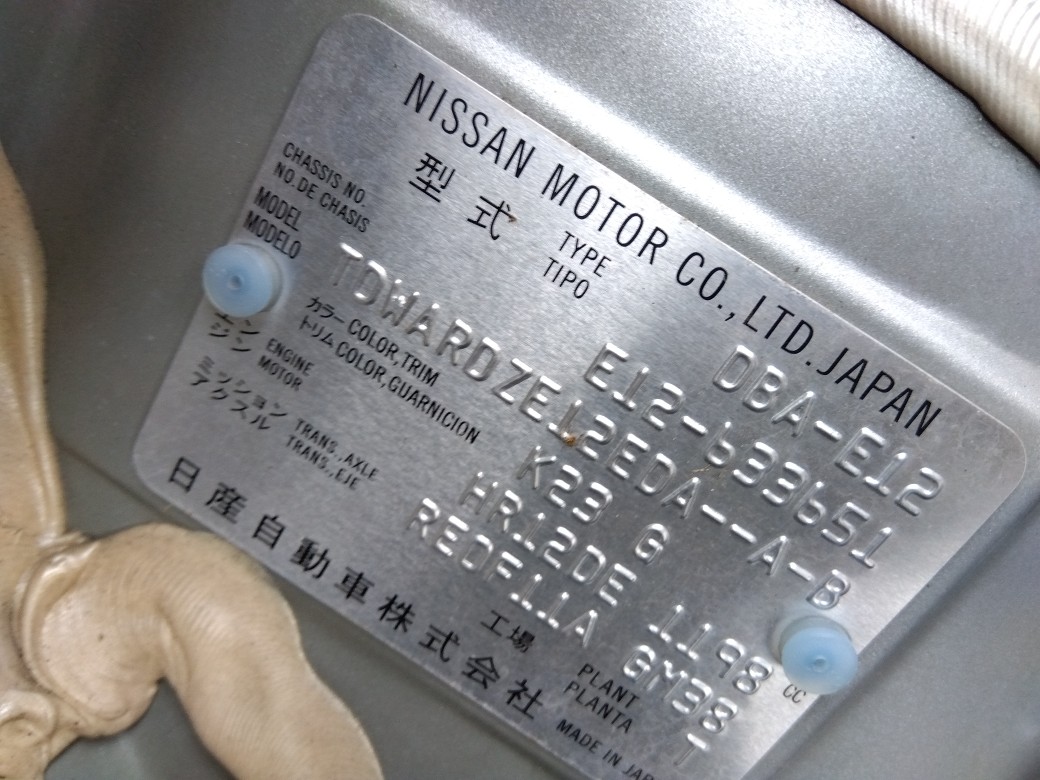 NISSAN MOTOR CO.,LTD.JAPAN
型式 TYPE TIPO DBA-E12
CHASSIS NO. NO.DE CHASIS E12-633651
MODEL MODELO TDWARDZE12EDA--A-B
カラー COLOR,TRIM
トリム COLOR,GUARNICION K23 G
エンジン ENGINE MOTOR HR12DE 1198 CC
ミッション TRANS.,AXLE
アクスル TRANS.,EJE RE0F11A GM38
工場 PLANT PLANTA T
日産自動車株式会社 MADE IN JAP